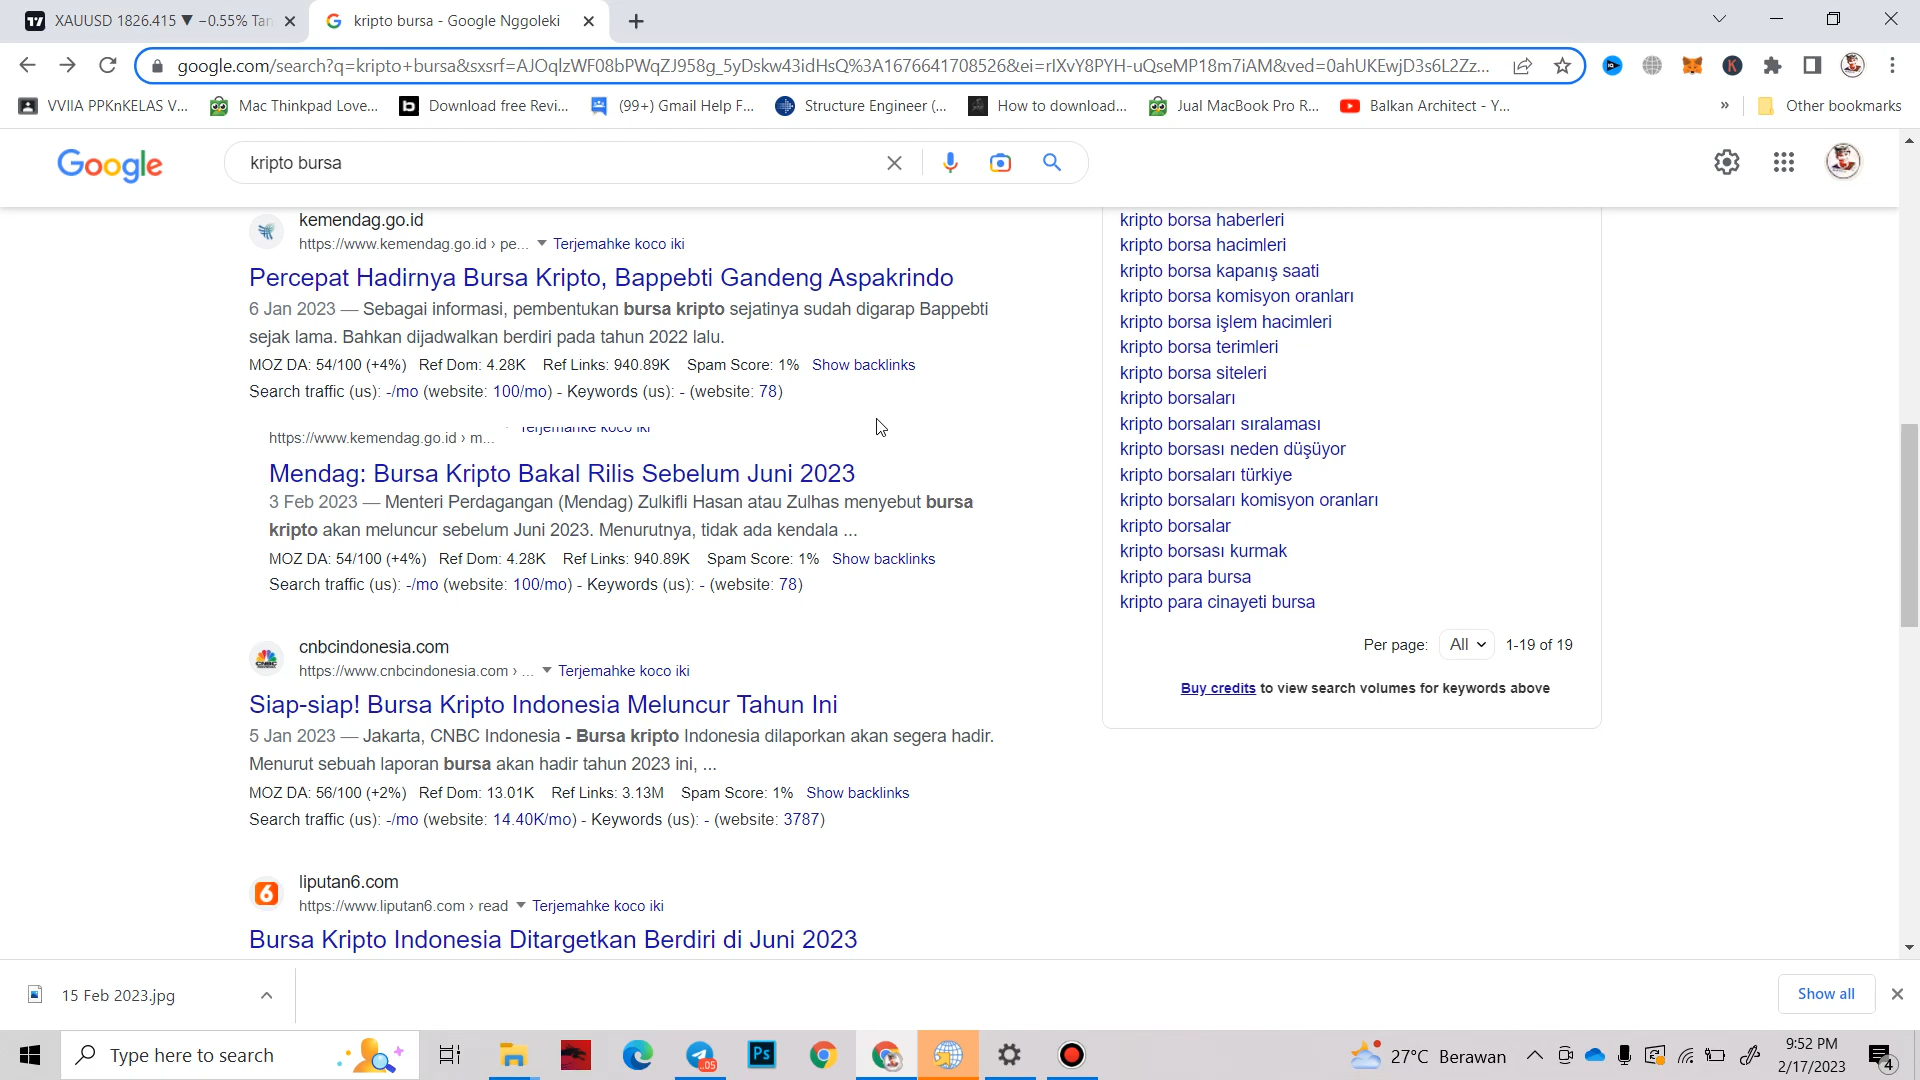 XAUUSD 1826.415 ▼ −0.55% Tan
kripto bursa - Google Nggoleki
google.com/search?q=kripto+bursa&sxsrf=AJOqlzWF08bPWqZJ958g_5yDskw43idHsQ%3A1676641708526&ei=rlXvY8PYH-uQseMP18m7iAM&ved=0ahUKEwjD3s6L2Zz...
VVIIA PPKnKELAS V...
Mac Thinkpad Love...
Download free Revi...
(99+) Gmail Help F...
Structure Engineer (...
How to download...
Jual MacBook Pro R...
Balkan Architect - Y...
»
Other bookmarks
Google
kripto bursa
kemendag.go.id
https://www.kemendag.go.id › pe... Terjemahke koco iki
Percepat Hadirnya Bursa Kripto, Bappebti Gandeng Aspakrindo
6 Jan 2023 — Sebagai informasi, pembentukan bursa kripto sejatinya sudah digarap Bappebti
sejak lama. Bahkan dijadwalkan berdiri pada tahun 2022 lalu.
MOZ DA: 54/100 (+4%) Ref Dom: 4.28K Ref Links: 940.89K Spam Score: 1% Show backlinks
Search traffic (us): -/mo (website: 100/mo) - Keywords (us): - (website: 78)
https://www.kemendag.go.id › m... Terjemahke koco iki
Mendag: Bursa Kripto Bakal Rilis Sebelum Juni 2023
3 Feb 2023 — Menteri Perdagangan (Mendag) Zulkifli Hasan atau Zulhas menyebut bursa
kripto akan meluncur sebelum Juni 2023. Menurutnya, tidak ada kendala ...
MOZ DA: 54/100 (+4%) Ref Dom: 4.28K Ref Links: 940.89K Spam Score: 1% Show backlinks
Search traffic (us): -/mo (website: 100/mo) - Keywords (us): - (website: 78)
cnbcindonesia.com
https://www.cnbcindonesia.com › ... Terjemahke koco iki
Siap-siap! Bursa Kripto Indonesia Meluncur Tahun Ini
5 Jan 2023 — Jakarta, CNBC Indonesia - Bursa kripto Indonesia dilaporkan akan segera hadir.
Menurut sebuah laporan bursa akan hadir tahun 2023 ini, ...
MOZ DA: 56/100 (+2%) Ref Dom: 13.01K Ref Links: 3.13M Spam Score: 1% Show backlinks
Search traffic (us): -/mo (website: 14.40K/mo) - Keywords (us): - (website: 3787)
liputan6.com
https://www.liputan6.com › read Terjemahke koco iki
Bursa Kripto Indonesia Ditargetkan Berdiri di Juni 2023
kripto borsa haberleri
kripto borsa hacimleri
kripto borsa kapanış saati
kripto borsa komisyon oranları
kripto borsa işlem hacimleri
kripto borsa terimleri
kripto borsa siteleri
kripto borsaları
kripto borsaları sıralaması
kripto borsası neden düşüyor
kripto borsaları türkiye
kripto borsaları komisyon oranları
kripto borsalar
kripto borsası kurmak
kripto para bursa
kripto para cinayeti bursa
Per page: All 1-19 of 19
Buy credits to view search volumes for keywords above
15 Feb 2023.jpg
Show all
Type here to search
Ps
.05
27°C Berawan
9:52 PM
2/17/2023
4